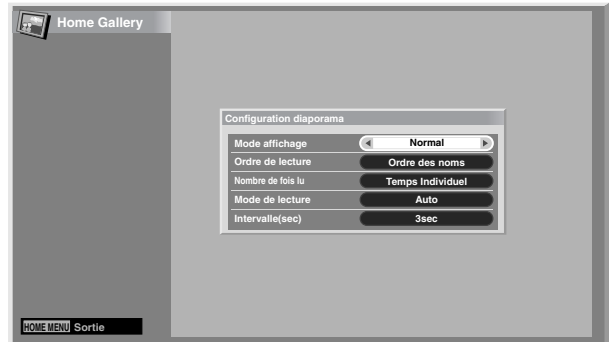 Home Gallery
Configuration diaporama
Mode affichage Normal
Ordre de lecture Ordre des noms
Nombre de fois lu Temps Individuel
Mode de lecture Auto
Intervalle(sec) 3sec
HOME MENU Sortie